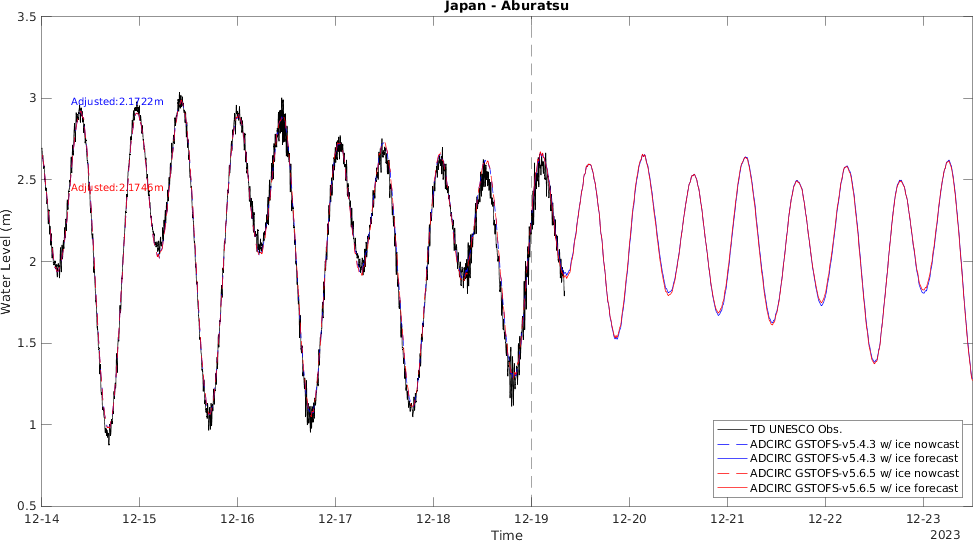 Japan - Aburatsu
3.5
3
2.5
2
1.5
1
0.5
Water Level (m)
Adjusted:2.1722m
Adjusted:2.1746m
TD UNESCO Obs.
ADCIRC GSTOFS-v5.4.3 w/ ice nowcast
ADCIRC GSTOFS-v5.4.3 w/ ice forecast
ADCIRC GSTOFS-v5.6.5 w/ ice nowcast
ADCIRC GSTOFS-v5.6.5 w/ ice forecast
12-14 12-15 12-16 12-17 12-18 12-19 12-20 12-21 12-22 12-23
Time
2023